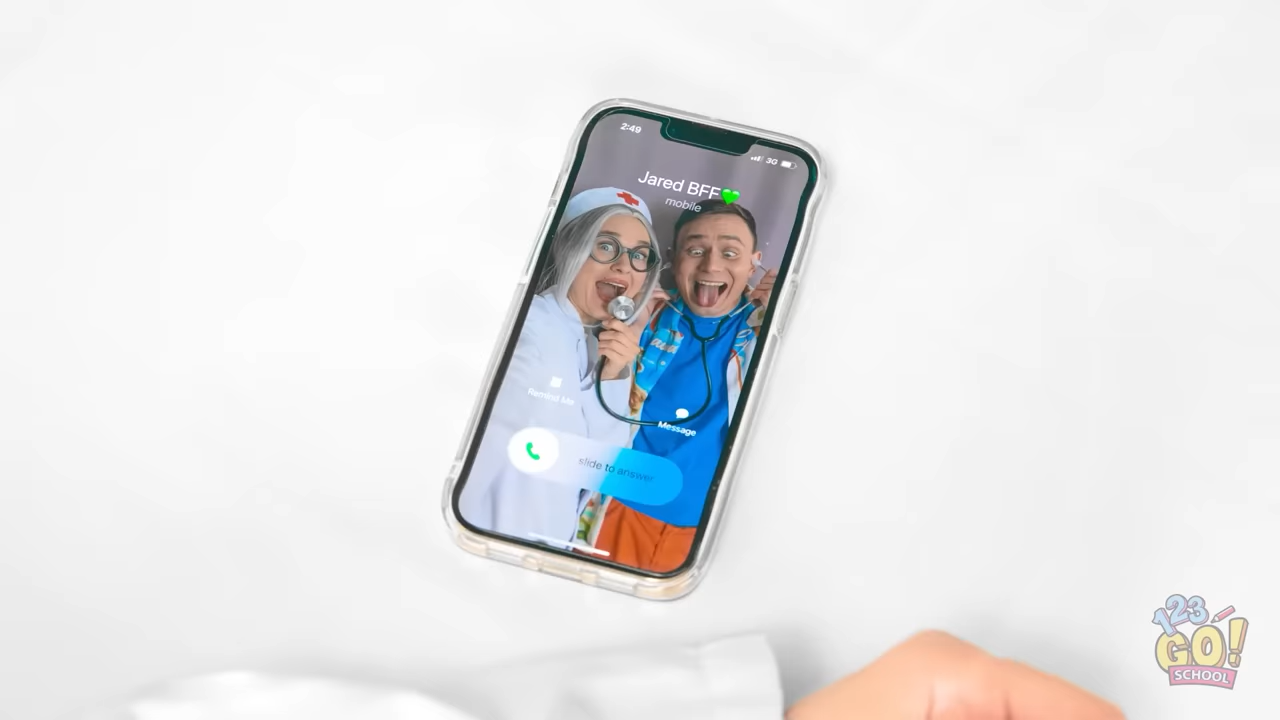 2:49
3G
Jared BFF💚
mobile
Remind Me
Message
slide to answer
123
GO!
SCHOOL